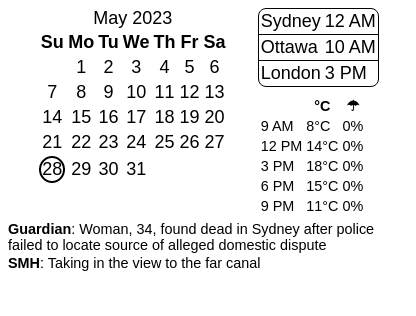 May 2023
Su Mo Tu We Th Fr Sa
1 2 3 4 5 6
7 8 9 10 11 12 13
14 15 16 17 18 19 20
21 22 23 24 25 26 27
28 29 30 31
Sydney 12 AM
Ottawa 10 AM
London 3 PM
°C ☂
9 AM 8°C 0%
12 PM 14°C 0%
3 PM 18°C 0%
6 PM 15°C 0%
9 PM 11°C 0%
Guardian: Woman, 34, found dead in Sydney after police
failed to locate source of alleged domestic dispute
SMH: Taking in the view to the far canal